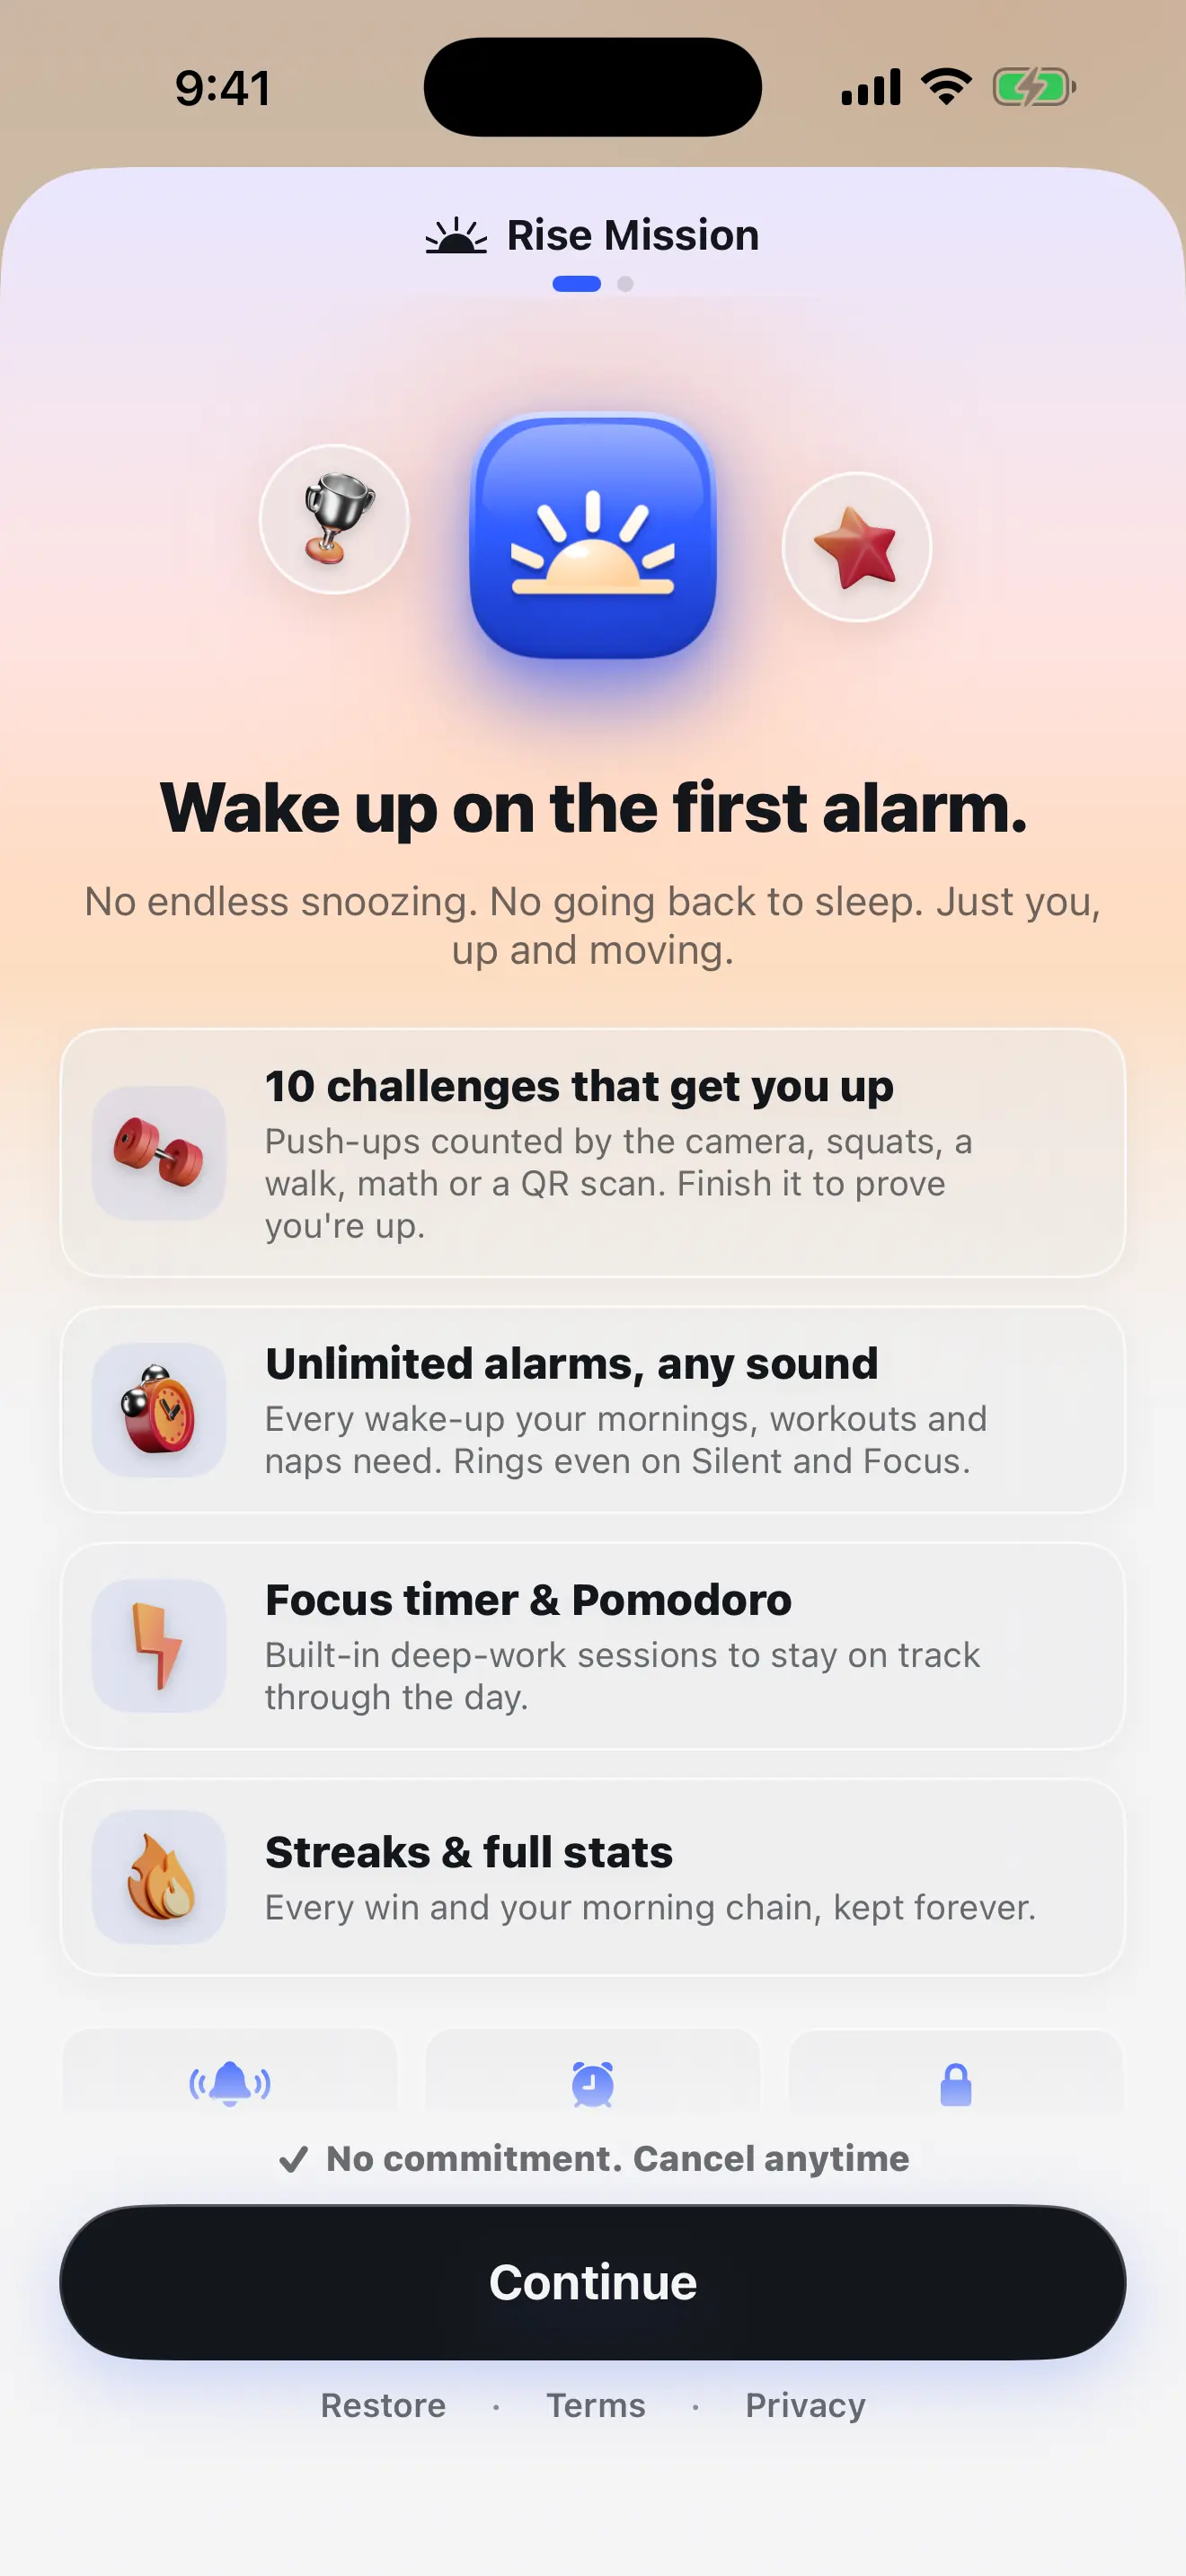 9:41
Rise Mission
Wake up on the first alarm.
No endless snoozing. No going back to sleep. Just you,
up and moving.
10 challenges that get you up
Push-ups counted by the camera, squats, a
walk, math or a QR scan. Finish it to prove
you're up.
Unlimited alarms, any sound
Every wake-up your mornings, workouts and
naps need. Rings even on Silent and Focus.
Focus timer & Pomodoro
Built-in deep-work sessions to stay on track
through the day.
Streaks & full stats
Every win and your morning chain, kept forever.
No commitment. Cancel anytime
Continue
Restore · Terms · Privacy